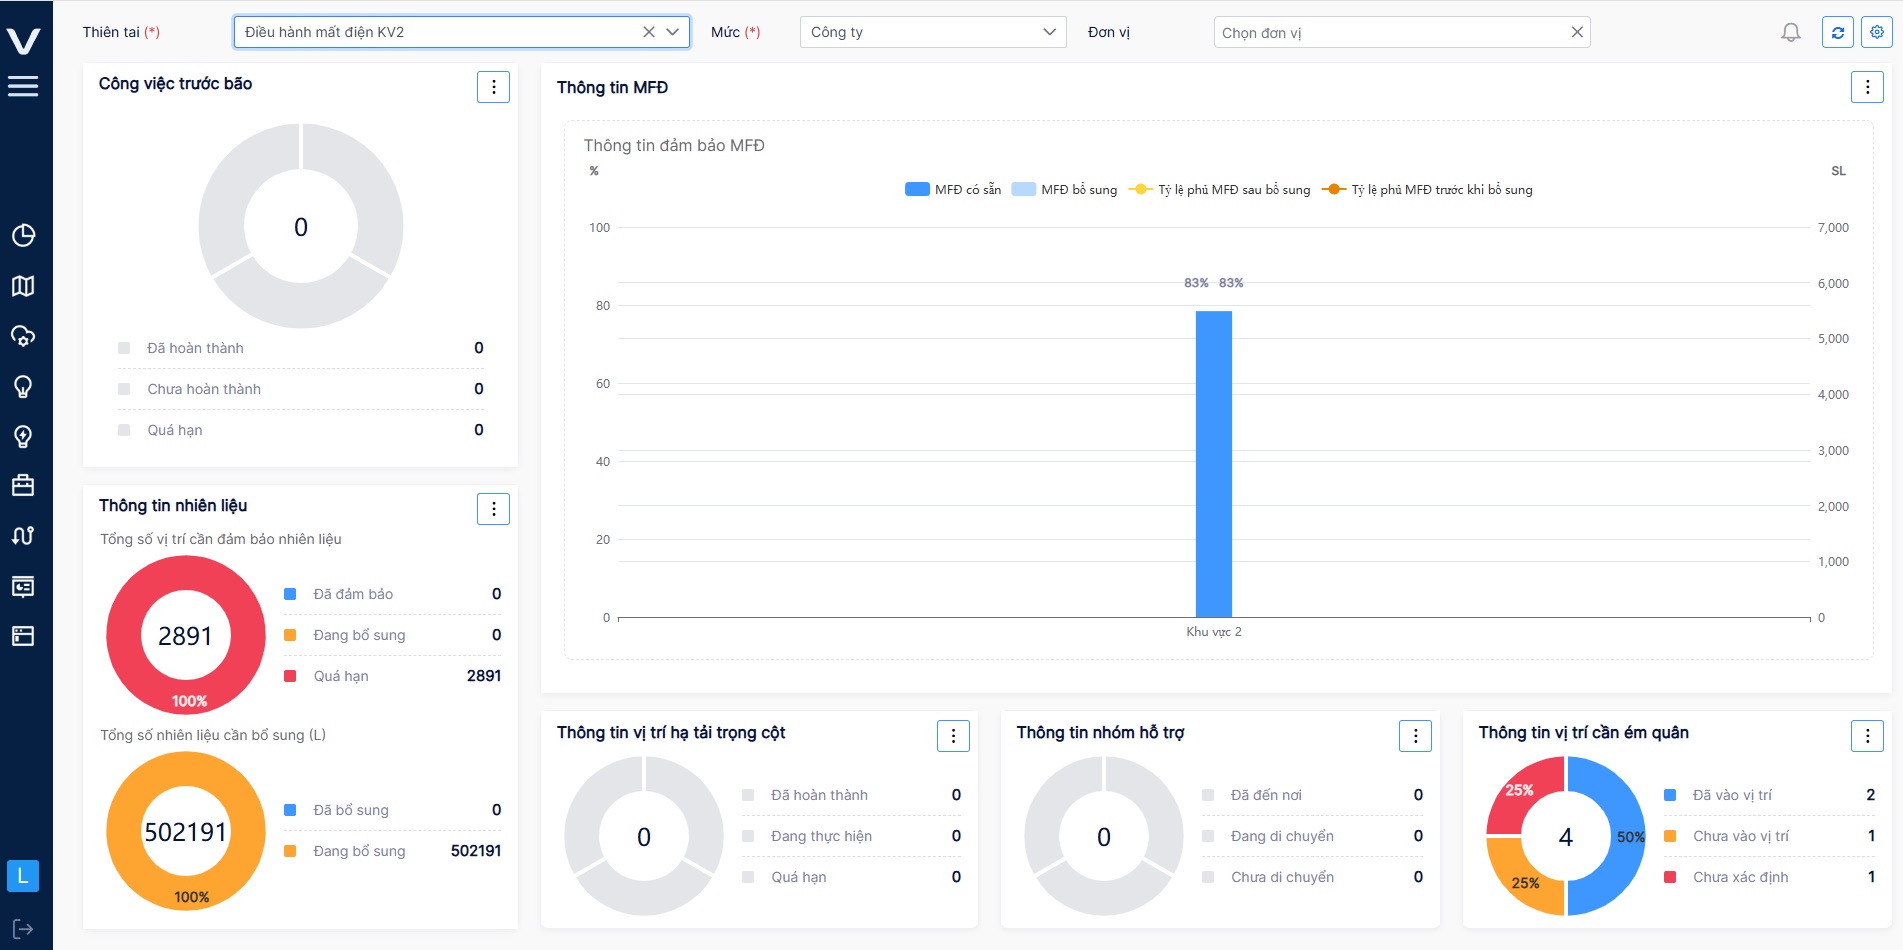 Thiên tai (*)
Điều hành mất điện KV2
Mức (*)
Công ty
Đơn vị
Chọn đơn vị
Công việc trước bão
0
Đã hoàn thành 0
Chưa hoàn thành 0
Quá hạn 0
Thông tin nhiên liệu
Tổng số vị trí cần đảm bảo nhiên liệu
2891
100%
Đã đảm bảo 0
Đang bổ sung 0
Quá hạn 2891
Tổng số nhiên liệu cần bổ sung (L)
502191
100%
Đã bổ sung 0
Đang bổ sung 502191
Thông tin MFĐ
Thông tin đảm bảo MFĐ
% SL
MFĐ có sẵn MFĐ bổ sung Tỷ lệ phủ MFĐ sau bổ sung Tỷ lệ phủ MFĐ trước khi bổ sung
100 7,000
83% 83% 6,000
80
5,000
60
4,000
3,000
40
2,000
20
1,000
0 0
Khu vực 2
Thông tin vị trí hạ tải trọng cột
0
Đã hoàn thành 0
Đang thực hiện 0
Quá hạn 0
Thông tin nhóm hỗ trợ
0
Đã đến nơi 0
Đang di chuyển 0
Chưa di chuyển 0
Thông tin vị trí cần ém quân
25%
4
50%
25%
Đã vào vị trí 2
Chưa vào vị trí 1
Chưa xác định 1
L